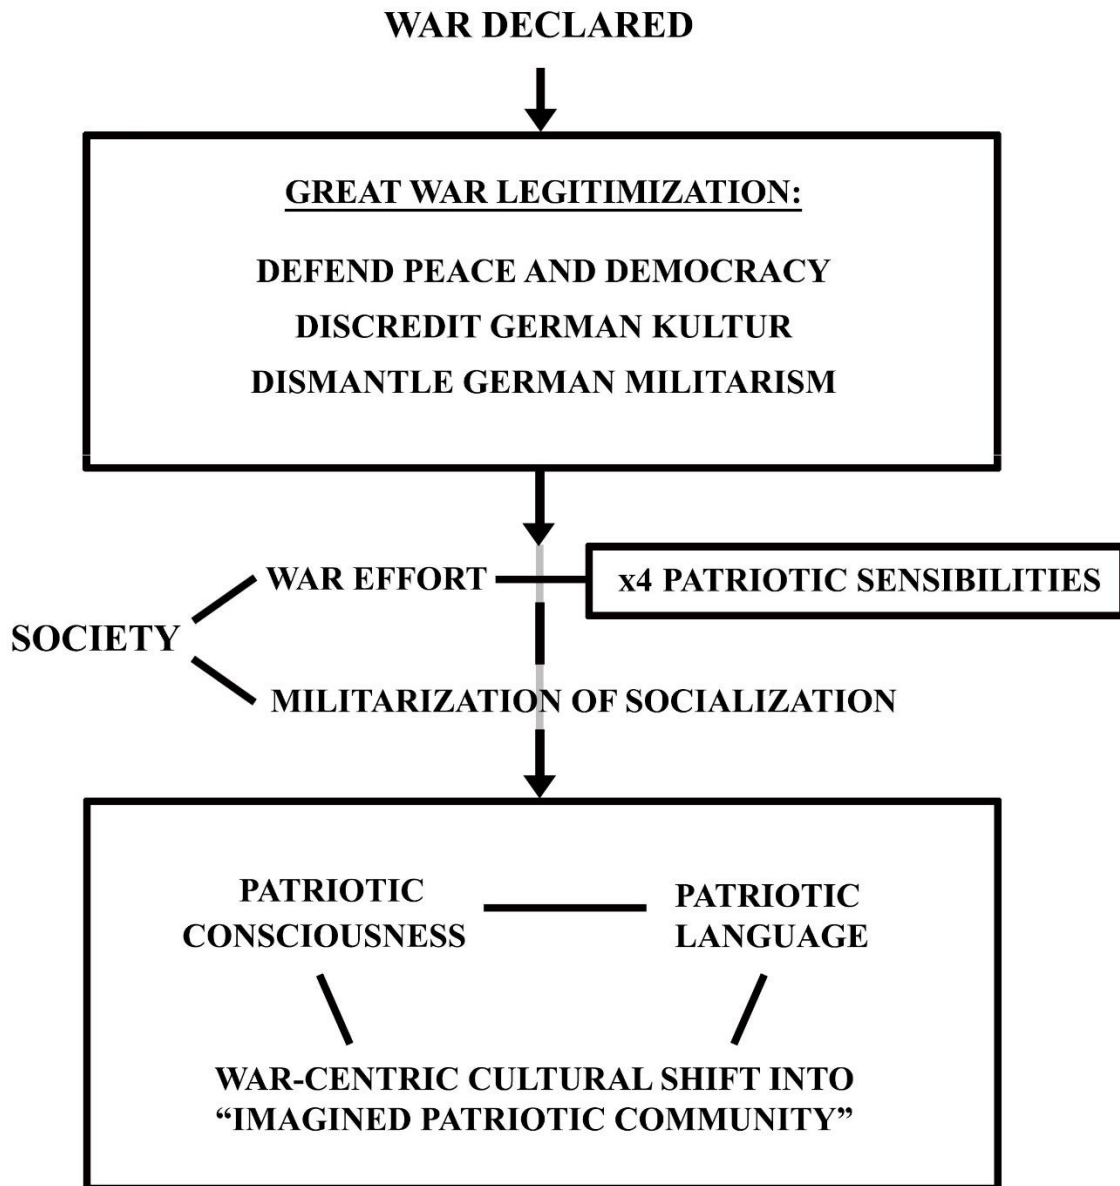 WAR DECLARED
GREAT WAR LEGITIMIZATION:
DEFEND PEACE AND DEMOCRACY
DISCREDIT GERMAN KULTUR
DISMANTLE GERMAN MILITARISM
WAR EFFORT
x4 PATRIOTIC SENSIBILITIES
SOCIETY
MILITARIZATION OF SOCIALIZATION
PATRIOTIC
CONSCIOUSNESS
PATRIOTIC
LANGUAGE
WAR-CENTRIC CULTURAL SHIFT INTO
“IMAGINED PATRIOTIC COMMUNITY”